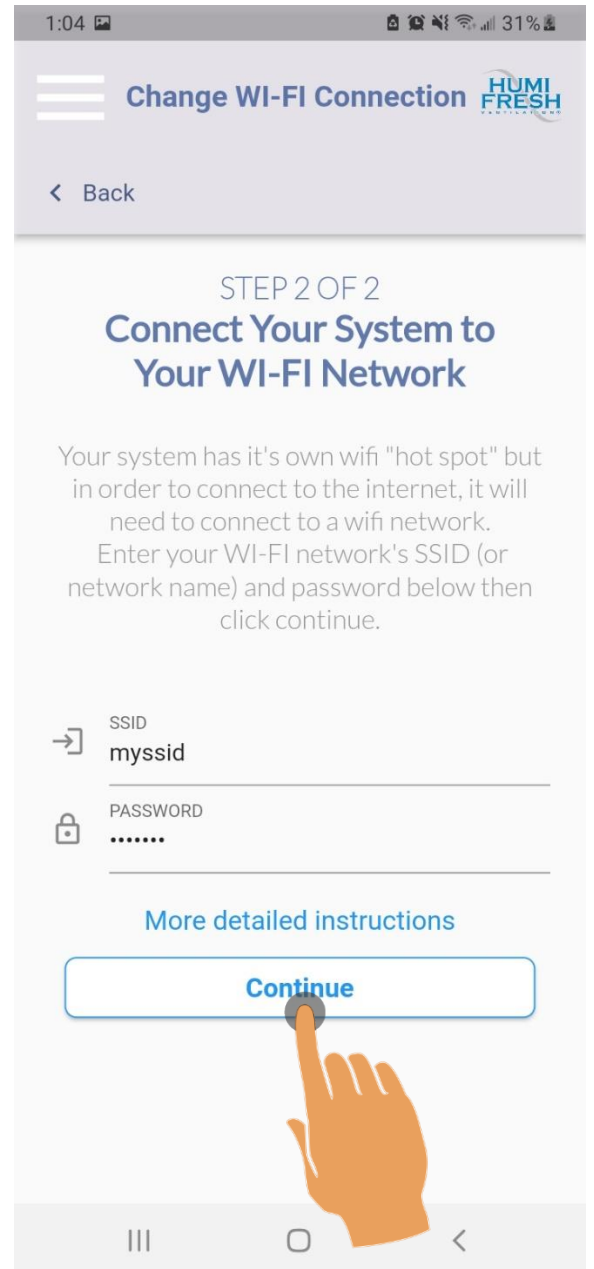 1:04 31%
Change WI-FI Connection
HUMI
FRESH
VENTILATION
Back
STEP 2 OF 2
Connect Your System to
Your WI-FI Network
Your system has it's own wifi "hot spot" but
in order to connect to the internet, it will
need to connect to a wifi network.
Enter your WI-FI network's SSID (or
network name) and password below then
click continue.
SSID
myssid
PASSWORD
•••••••
More detailed instructions
Continue